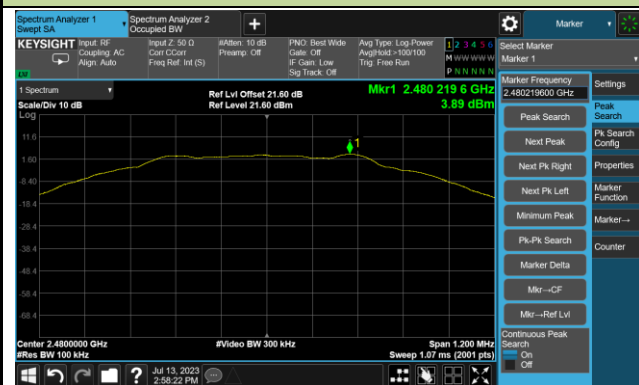 Spectrum Analyzer 1
Swept SA
Spectrum Analyzer 2
Occupied BW
Marker
KEYSIGHT
Input: RF
Coupling: AC
Align: Auto
Input Z: 50 Ω
Corr CCorr
Freq Ref: Int (S)
#Atten: 10 dB
Preamp: Off
PNO: Best Wide
Gate: Off
IF Gain: Low
Sig Track: Off
Avg Type: Log-Power
Avg|Hold:>100/100
Trig: Free Run
1 2 3 4 5 6
M W W W W W
P N N N N N
Select Marker
Marker 1
1 Spectrum
Scale/Div 10 dB
Log
Ref Lvl Offset 21.60 dB
Ref Level 21.60 dBm
Mkr1 2.480 219 6 GHz
3.89 dBm
1
11.6
1.60
-8.40
-18.4
-28.4
-38.4
-48.4
-58.4
-68.4
Center 2.4800000 GHz
#Res BW 100 kHz
#Video BW 300 kHz
Span 1.200 MHz
Sweep 1.07 ms (2001 pts)
Marker Frequency
2.480219600 GHz
Peak Search
Next Peak
Next Pk Right
Next Pk Left
Minimum Peak
Pk-Pk Search
Marker Delta
Mkr→CF
Mkr→Ref Lvl
Continuous Peak
Search
On
Off
Settings
Peak
Search
Pk Search
Config
Properties
Marker
Function
Marker→
Counter
?
Jul 13, 2023
2:58:22 PM